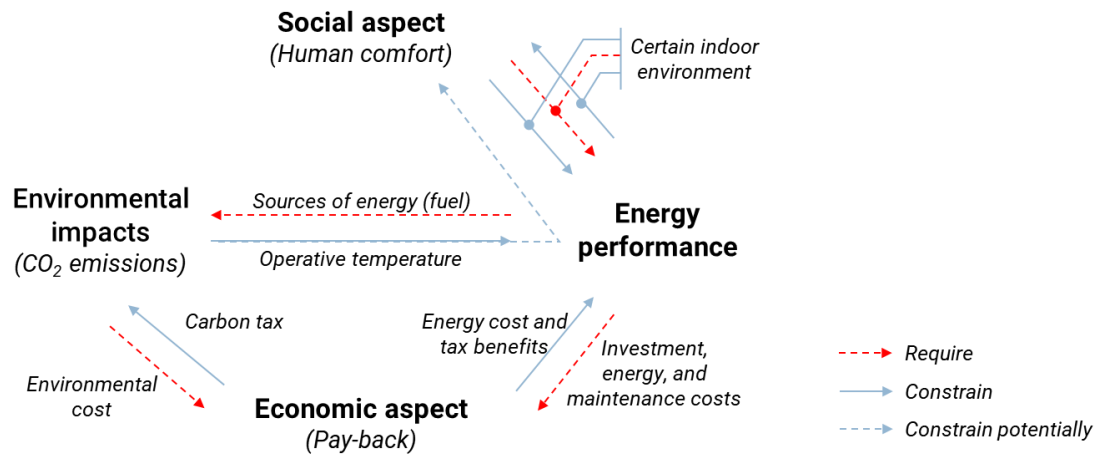 Social aspect
(Human comfort)
Certain indoor
environment
Environmental
impacts
(CO₂ emissions)
Sources of energy (fuel)
Operative temperature
Energy
performance
Carbon tax
Environmental
cost
Energy cost and
tax benefits
Investment,
energy, and
maintenance costs
Economic aspect
(Pay-back)
Require
Constrain
Constrain potentially